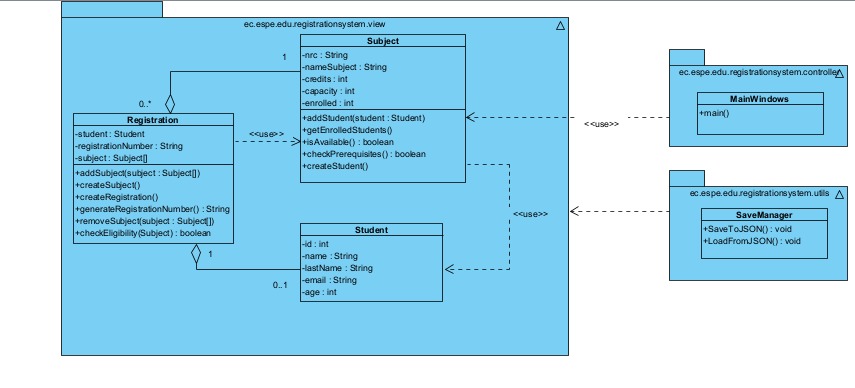 ec.espe.edu.registrationsystem.view
Subject
-nrc : String
-nameSubject : String
-credits : int
-capacity : int
-enrolled : int
+addStudent(student : Student)
+getEnrolledStudents()
+isAvailable() : boolean
+checkPrerequisites() : boolean
+createStudent()
1
0..*
Registration
-student : Student
-registrationNumber : String
-subject : Subject[]
+addSubject(subject : Subject[])
+createSubject()
+createRegistration()
+generateRegistrationNumber() : String
+removeSubject(subject : Subject[])
+checkEligibility(Subject) : boolean
<<use>>
1
0..1
Student
-id : int
-name : String
-lastName : String
-email : String
-age : int
<<use>>
<<use>>
ec.espe.edu.registrationsystem.controller
MainWindows
+main()
ec.espe.edu.registrationsystem.utils
SaveManager
+SaveToJSON() : void
+LoadFromJSON() : void